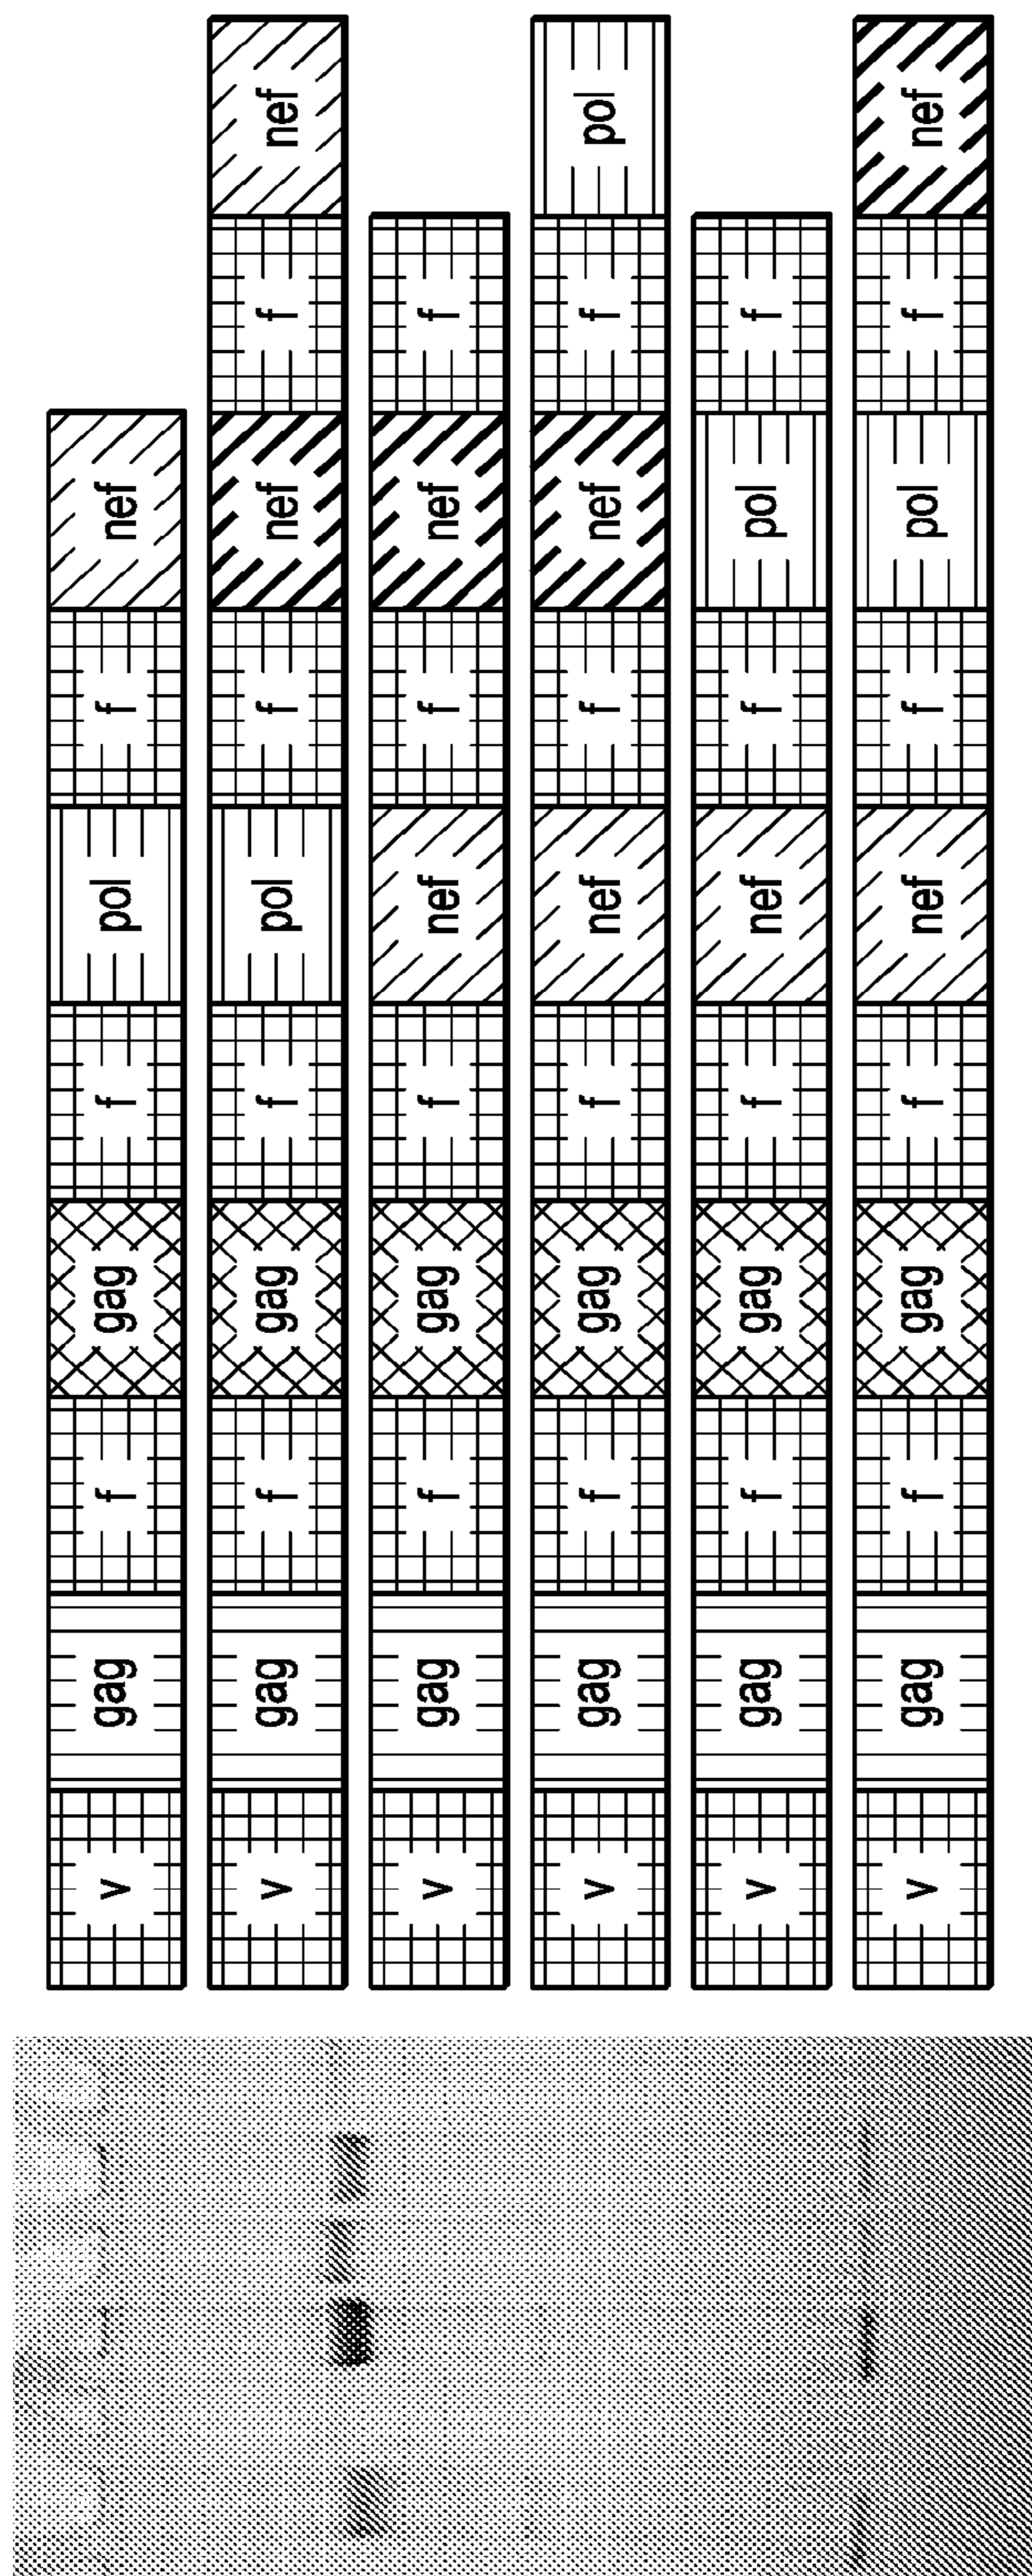 v gag f gag f pol f nef
v gag f gag f pol f nef f nef
v gag f gag f nef f nef f
v gag f gag f nef f nef f pol
v gag f gag f nef f pol f
v gag f gag f nef f pol f nef